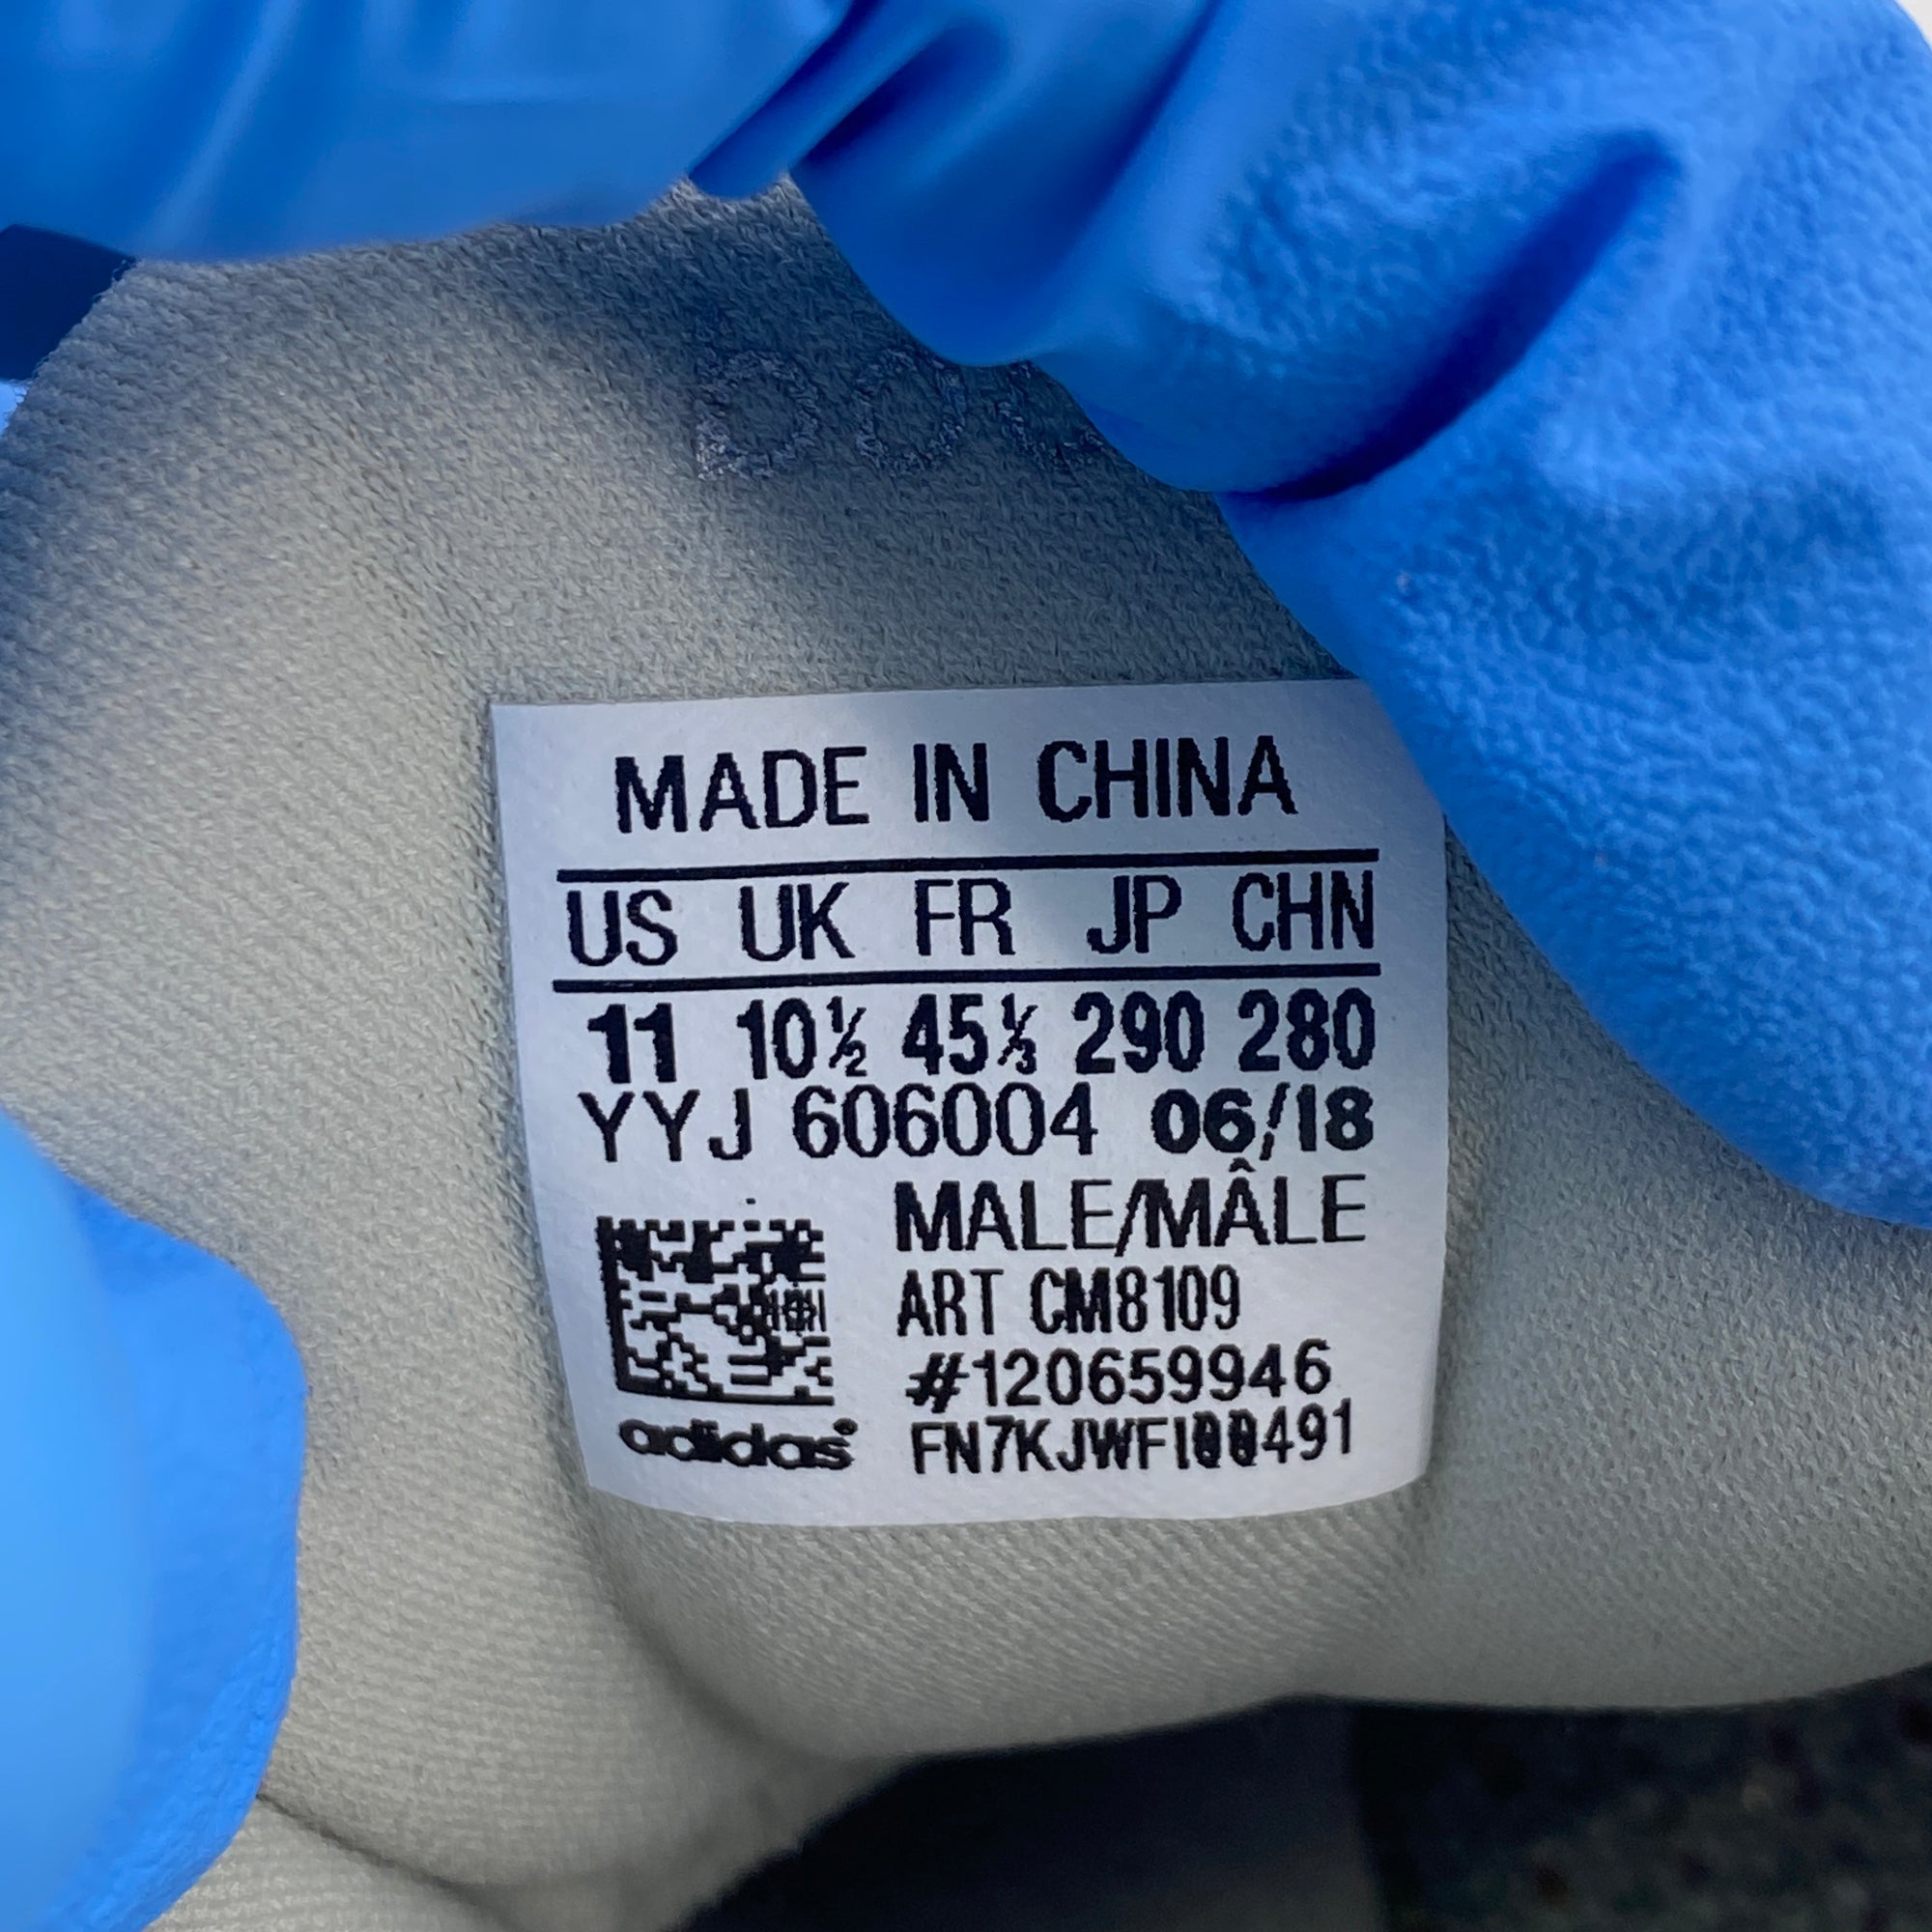 MADE IN CHINA
US UK FR JP CHN
11 10½ 45⅓ 290 280
YYJ 606004 06/18
MALE/MÂLE
ART CM8109
#120659946
adidas®